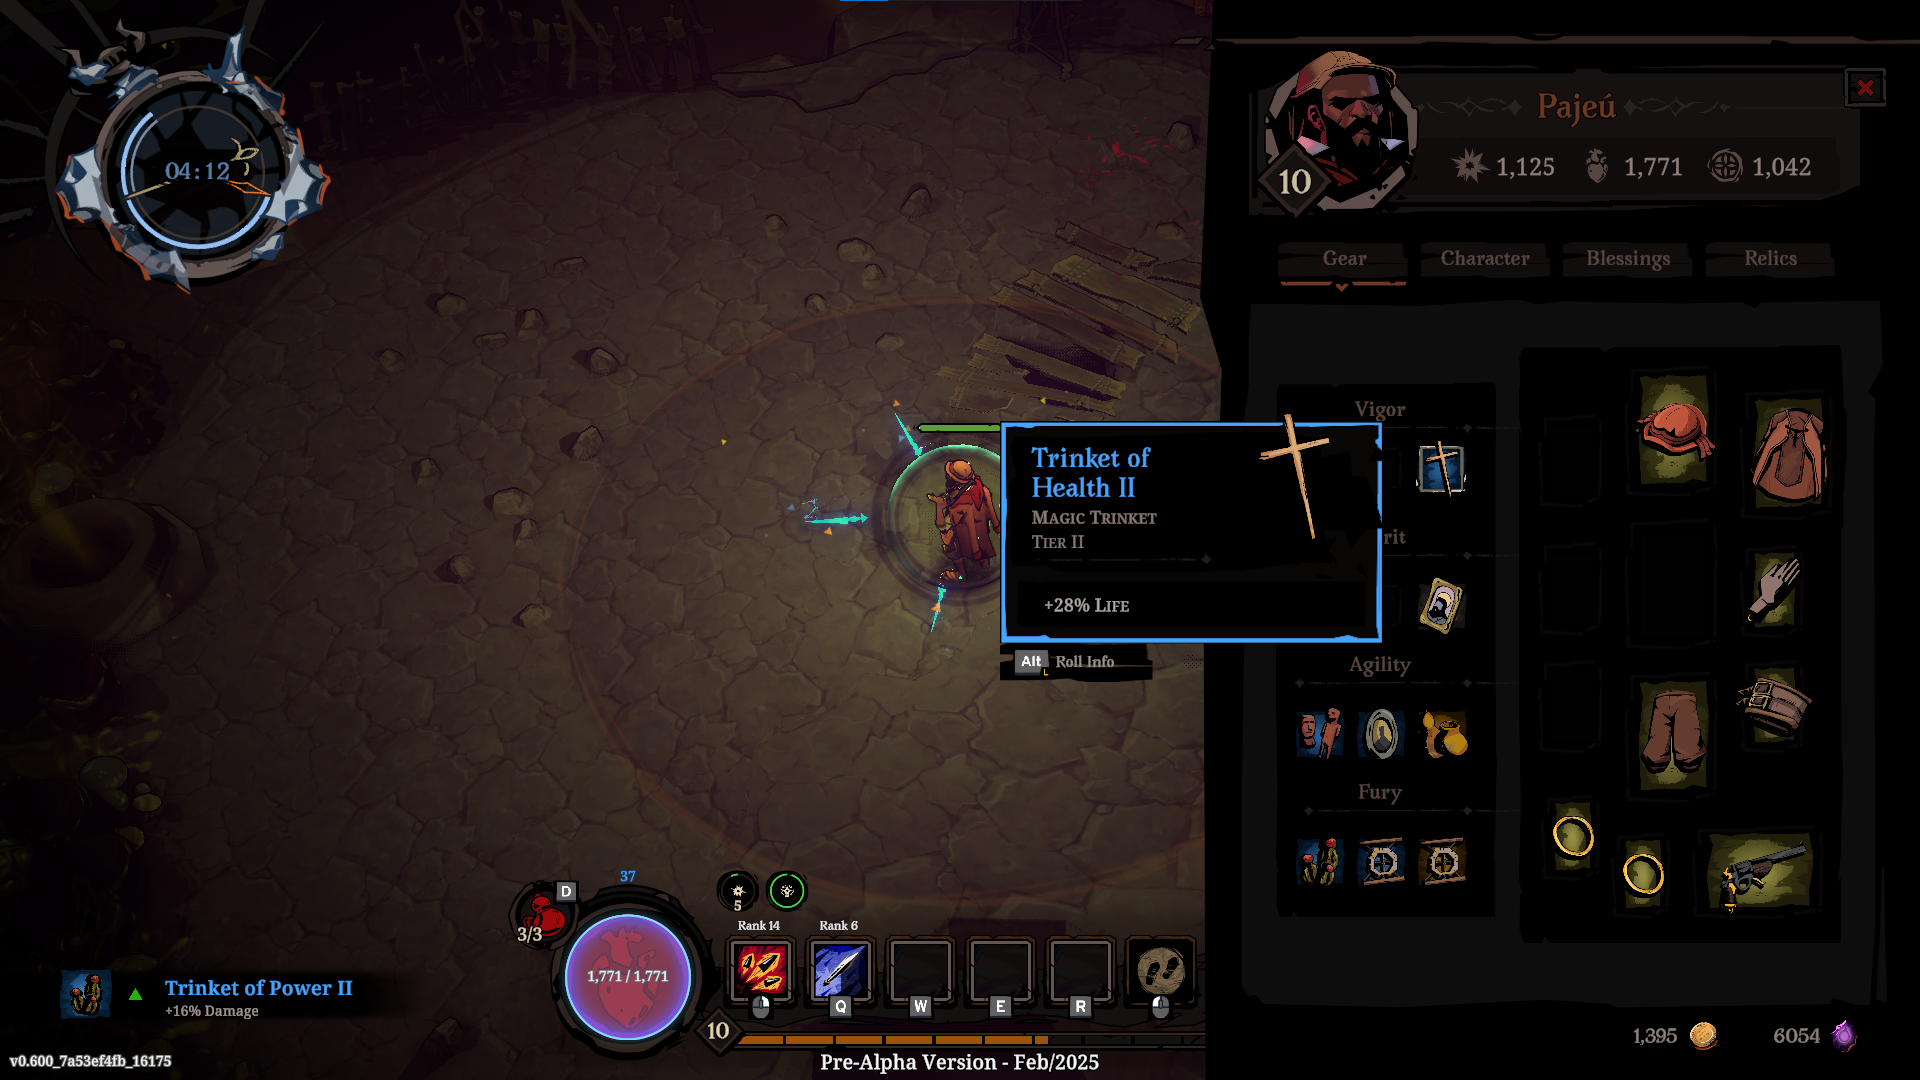 04:12
Pajeú
10
1,125
1,771
1,042
Gear
Character
Blessings
Relics
Vigor
rit
Agility
Fury
Trinket of
Health II
Magic Trinket
Tier II
+28% Life
Alt
Roll Info
D
37
3/3
5
Rank 14
Rank 6
1,771 / 1,771
Q
W
E
R
10
Trinket of Power II
+16% Damage
1,395
6054
v0.600_7a53ef4fb_16175
Pre-Alpha Version - Feb/2025